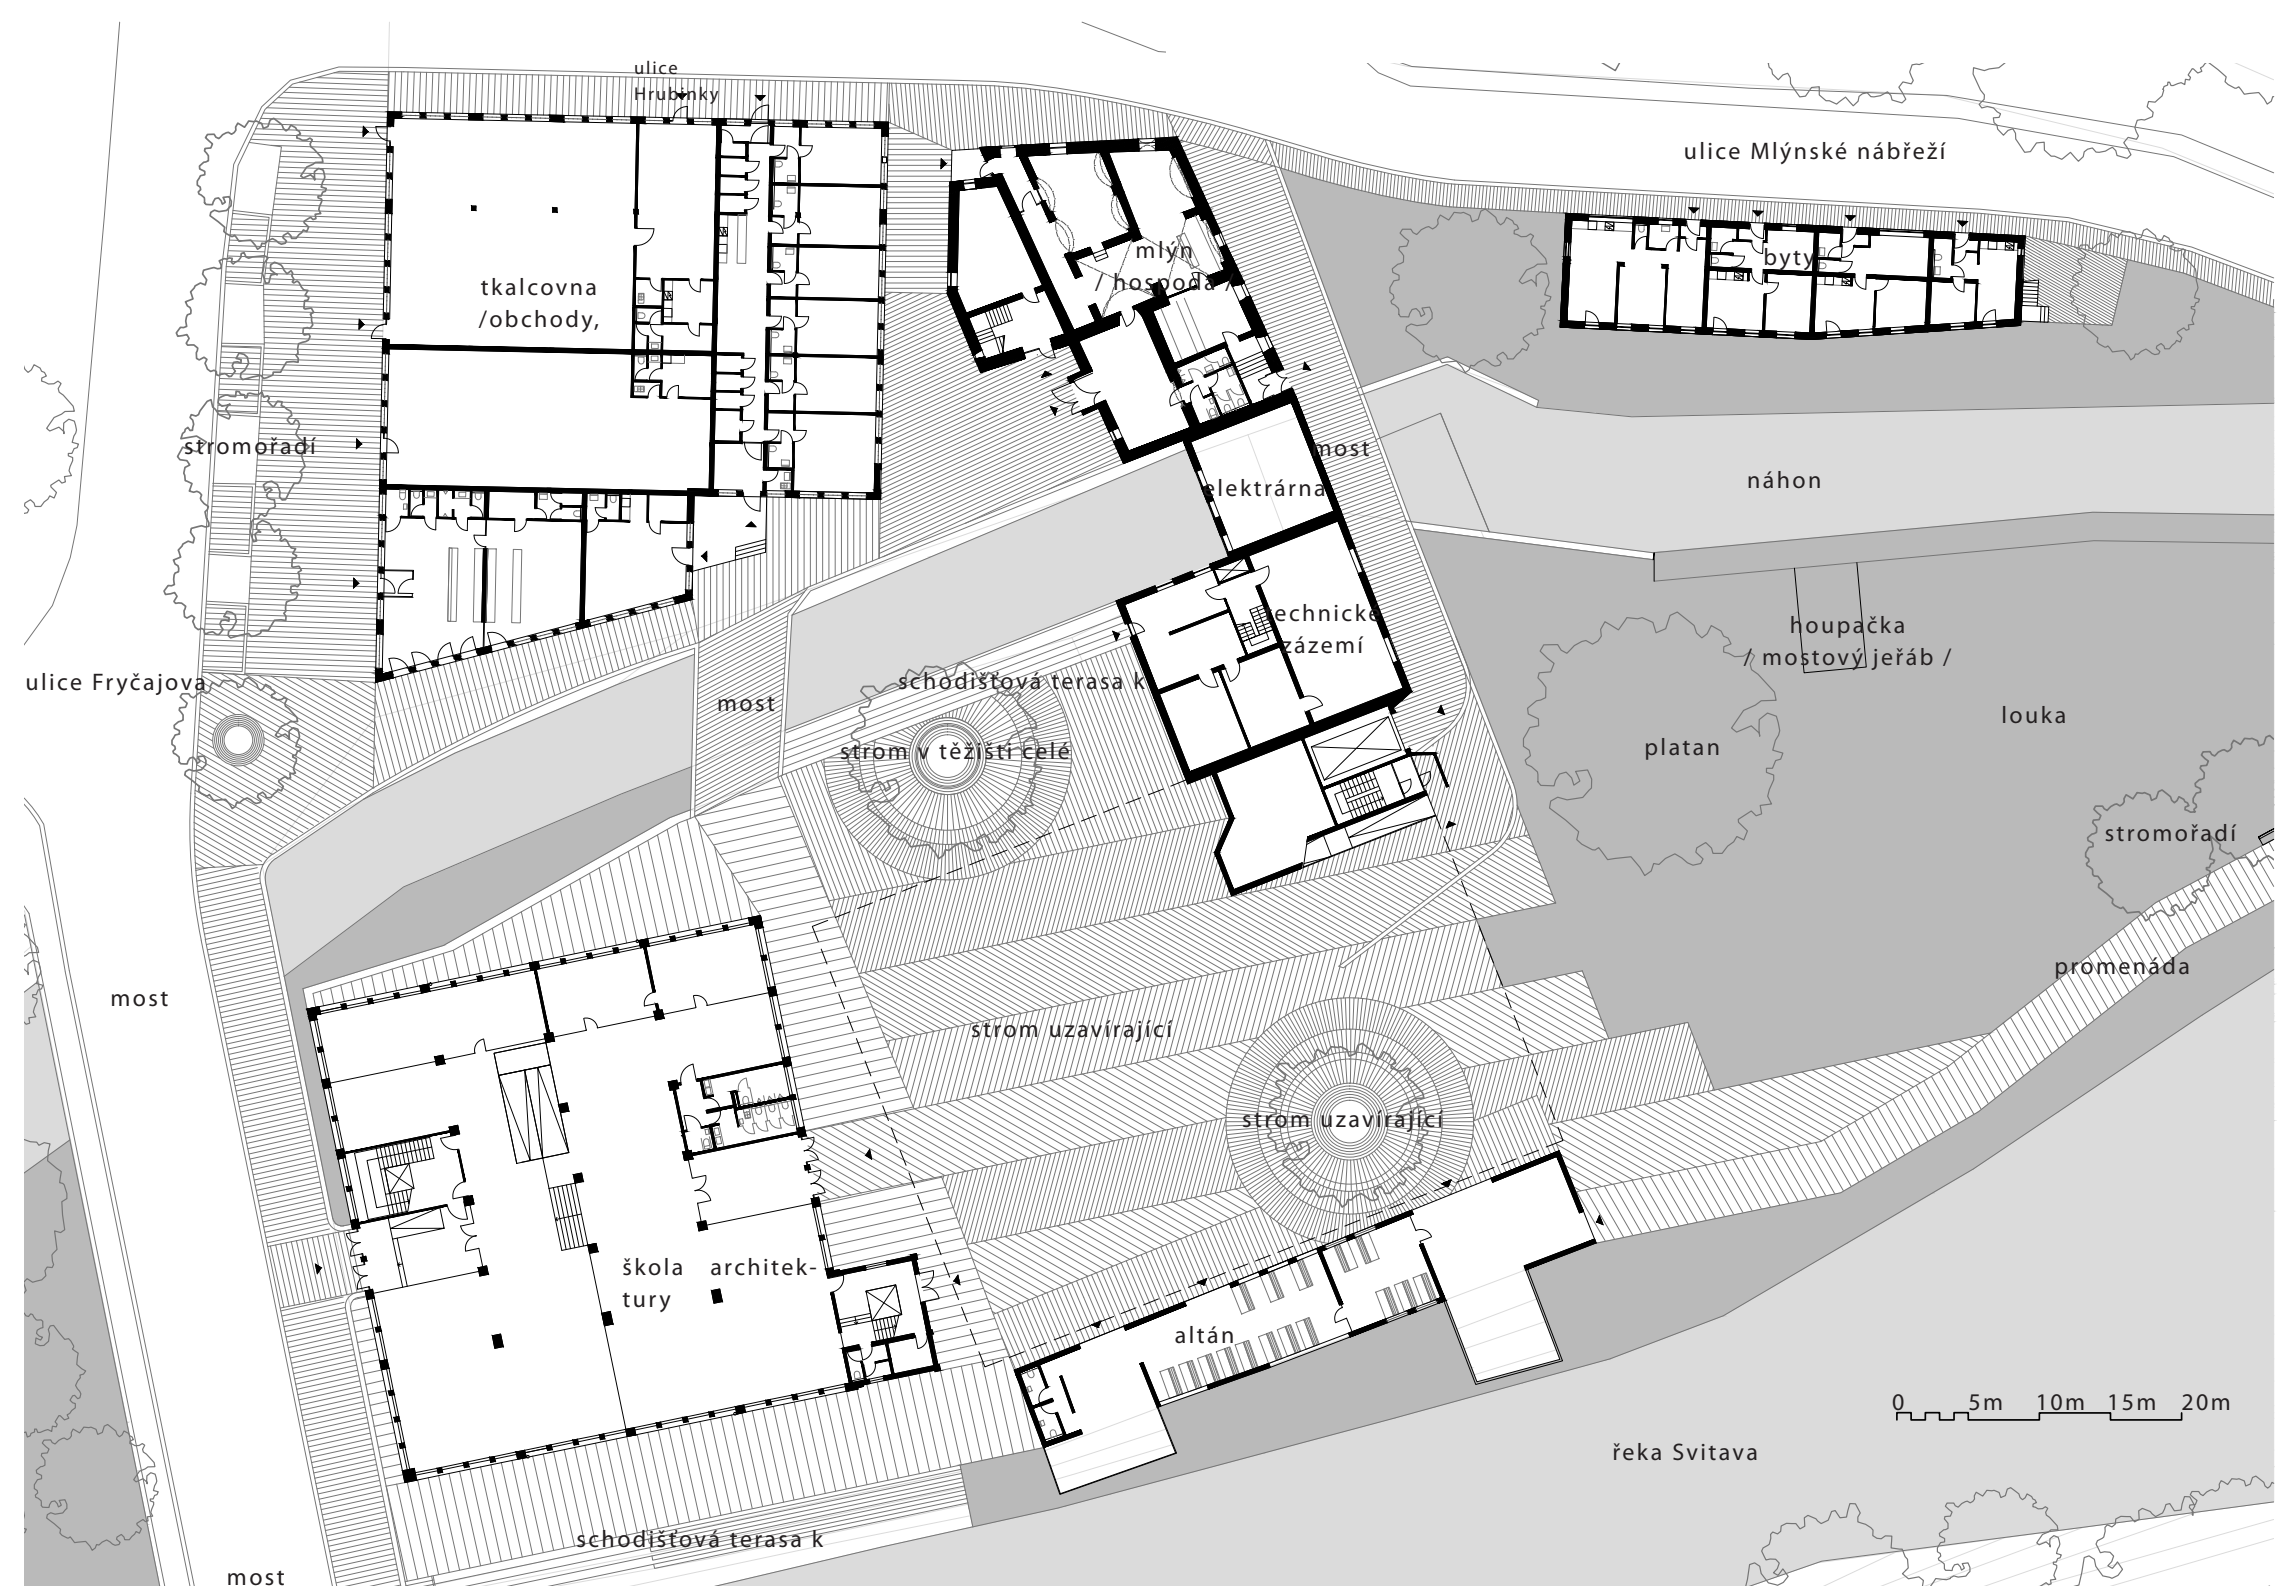 ulice
Hrubínky
ulice Mlýnské nábřeží
mlýn
/ hospoda /
byty
tkalcovna
/obchody,
stromořadí
most
elektrárna
náhon
technické
zázemí
houpačka
/ mostový jeřáb /
ulice Fryčajova
schodišťová terasa k
most
louka
strom v těžišti celé
platan
stromořadí
promenáda
most
strom uzavírající
strom uzavírající
škola architek-
tury
altán
0 5m 10m 15m 20m
řeka Svitava
schodišťová terasa k
most